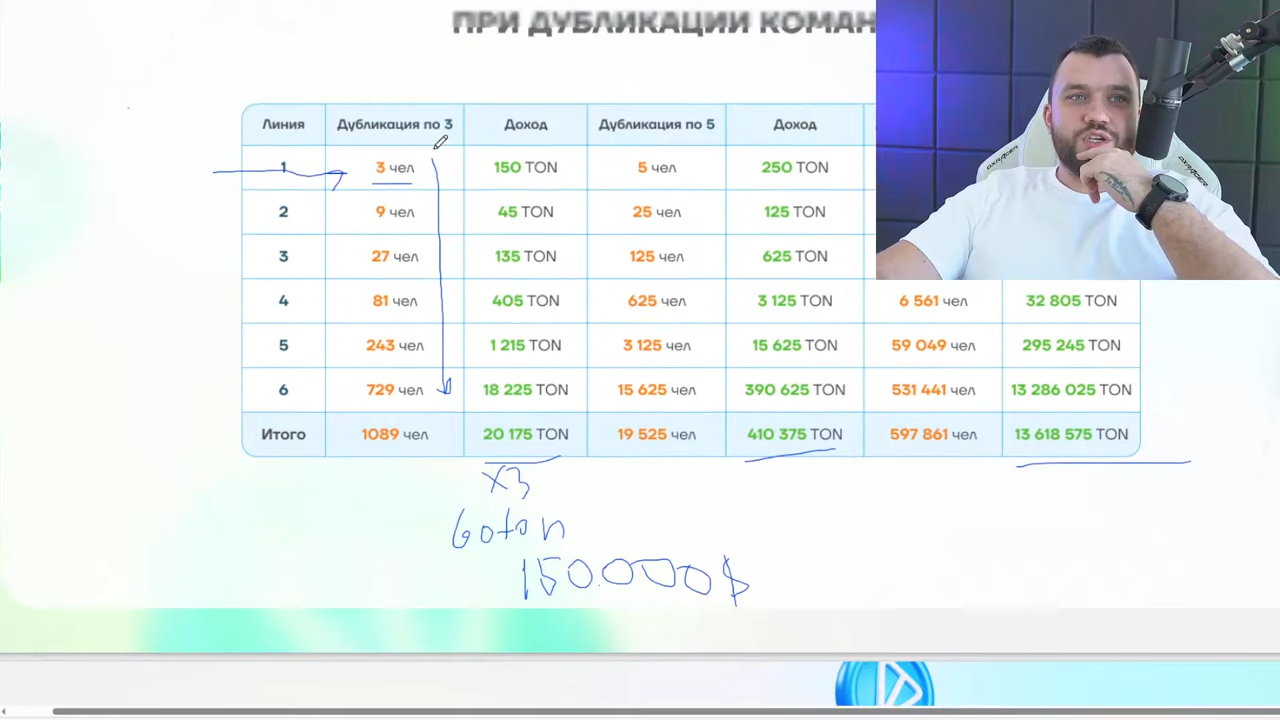 ПРИ ДУБЛИКАЦИИ КОМАН
Линия Дубликация по 3 Доход Дубликация по 5 Доход
1 3 чел 150 TON 5 чел 250 TON
2 9 чел 45 TON 25 чел 125 TON
3 27 чел 135 TON 125 чел 625 TON
4 81 чел 405 TON 625 чел 3 125 TON 6 561 чел 32 805 TON
5 243 чел 1 215 TON 3 125 чел 15 625 TON 59 049 чел 295 245 TON
6 729 чел 18 225 TON 15 625 чел 390 625 TON 531 441 чел 13 286 025 TON
Итого 1089 чел 20 175 TON 19 525 чел 410 375 TON 597 861 чел 13 618 575 TON
x3
60ton
150.000$
DXRACER